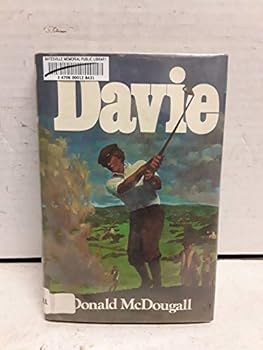 BATESVILLE MEMORIAL PUBLIC LIBRARY
Davie
Donald McDougall